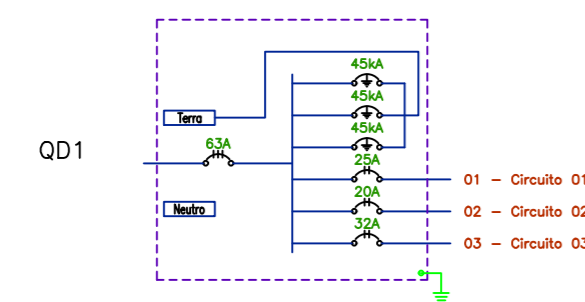 45kA
45kA
Terra
45kA
63A
QD1
25A
01 - Circuito 01
20A
Neutro
02 - Circuito 02
32A
03 - Circuito 03